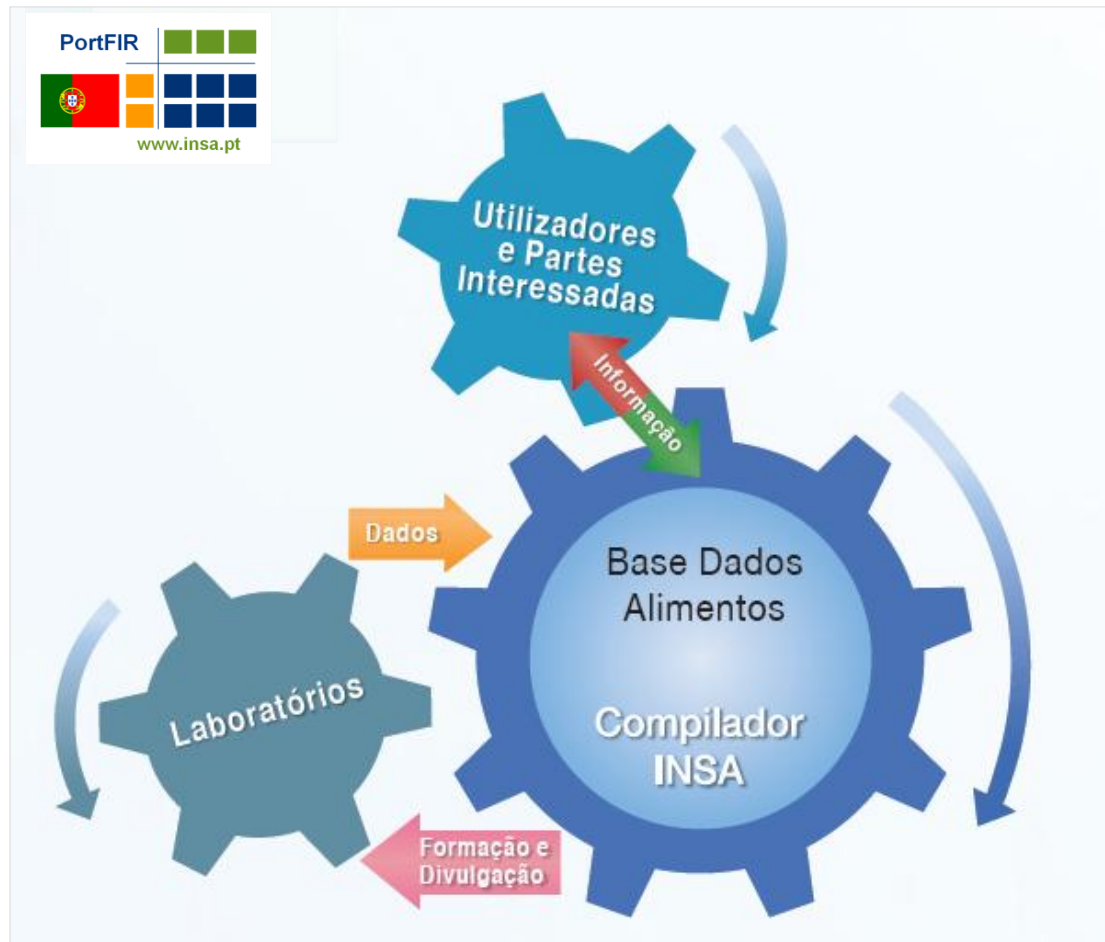 PortFIR
www.insa.pt
Utilizadores
e Partes
Interessadas
Informação
Dados
Base Dados
Alimentos
Compilador
INSA
Laboratórios
Formação e
Divulgação